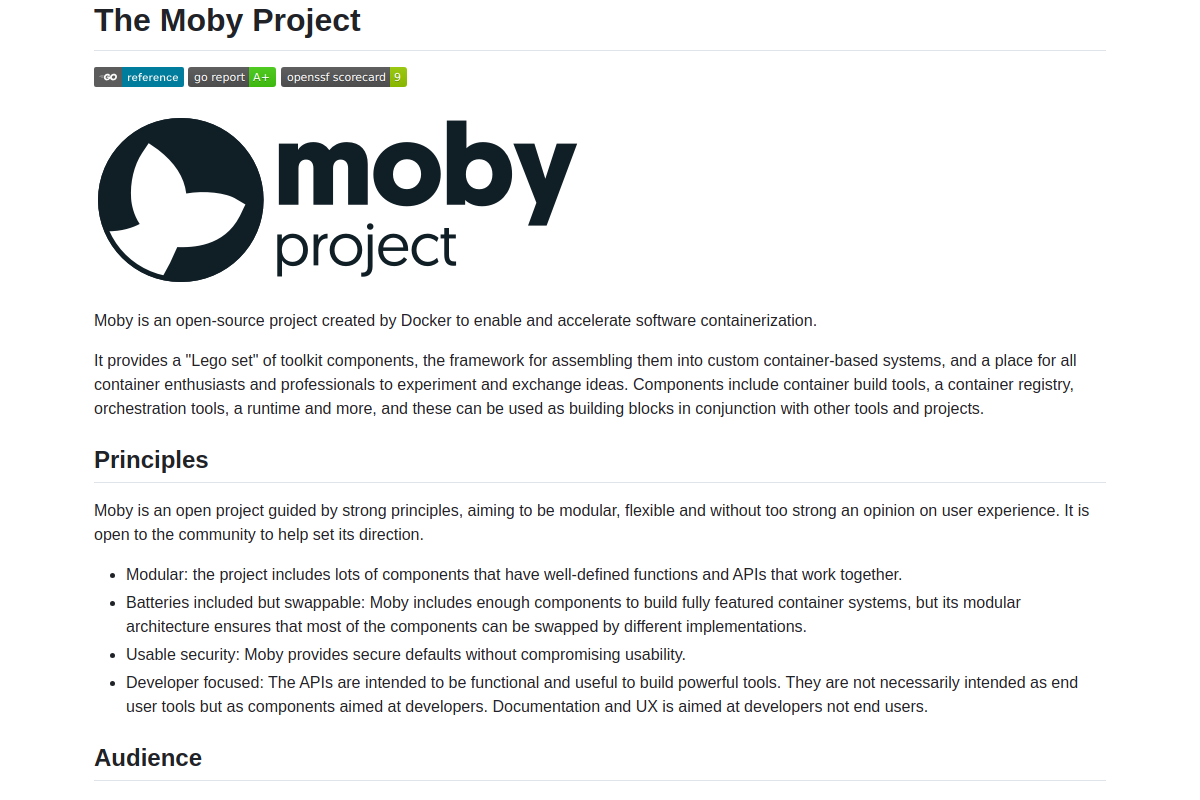 The Moby Project
GO reference go report A+ openssf scorecard 9
moby
project
Moby is an open-source project created by Docker to enable and accelerate software containerization.
It provides a "Lego set" of toolkit components, the framework for assembling them into custom container-based systems, and a place for all
container enthusiasts and professionals to experiment and exchange ideas. Components include container build tools, a container registry,
orchestration tools, a runtime and more, and these can be used as building blocks in conjunction with other tools and projects.
Principles
Moby is an open project guided by strong principles, aiming to be modular, flexible and without too strong an opinion on user experience. It is
open to the community to help set its direction.
• Modular: the project includes lots of components that have well-defined functions and APIs that work together.
• Batteries included but swappable: Moby includes enough components to build fully featured container systems, but its modular
architecture ensures that most of the components can be swapped by different implementations.
• Usable security: Moby provides secure defaults without compromising usability.
• Developer focused: The APIs are intended to be functional and useful to build powerful tools. They are not necessarily intended as end
user tools but as components aimed at developers. Documentation and UX is aimed at developers not end users.
Audience